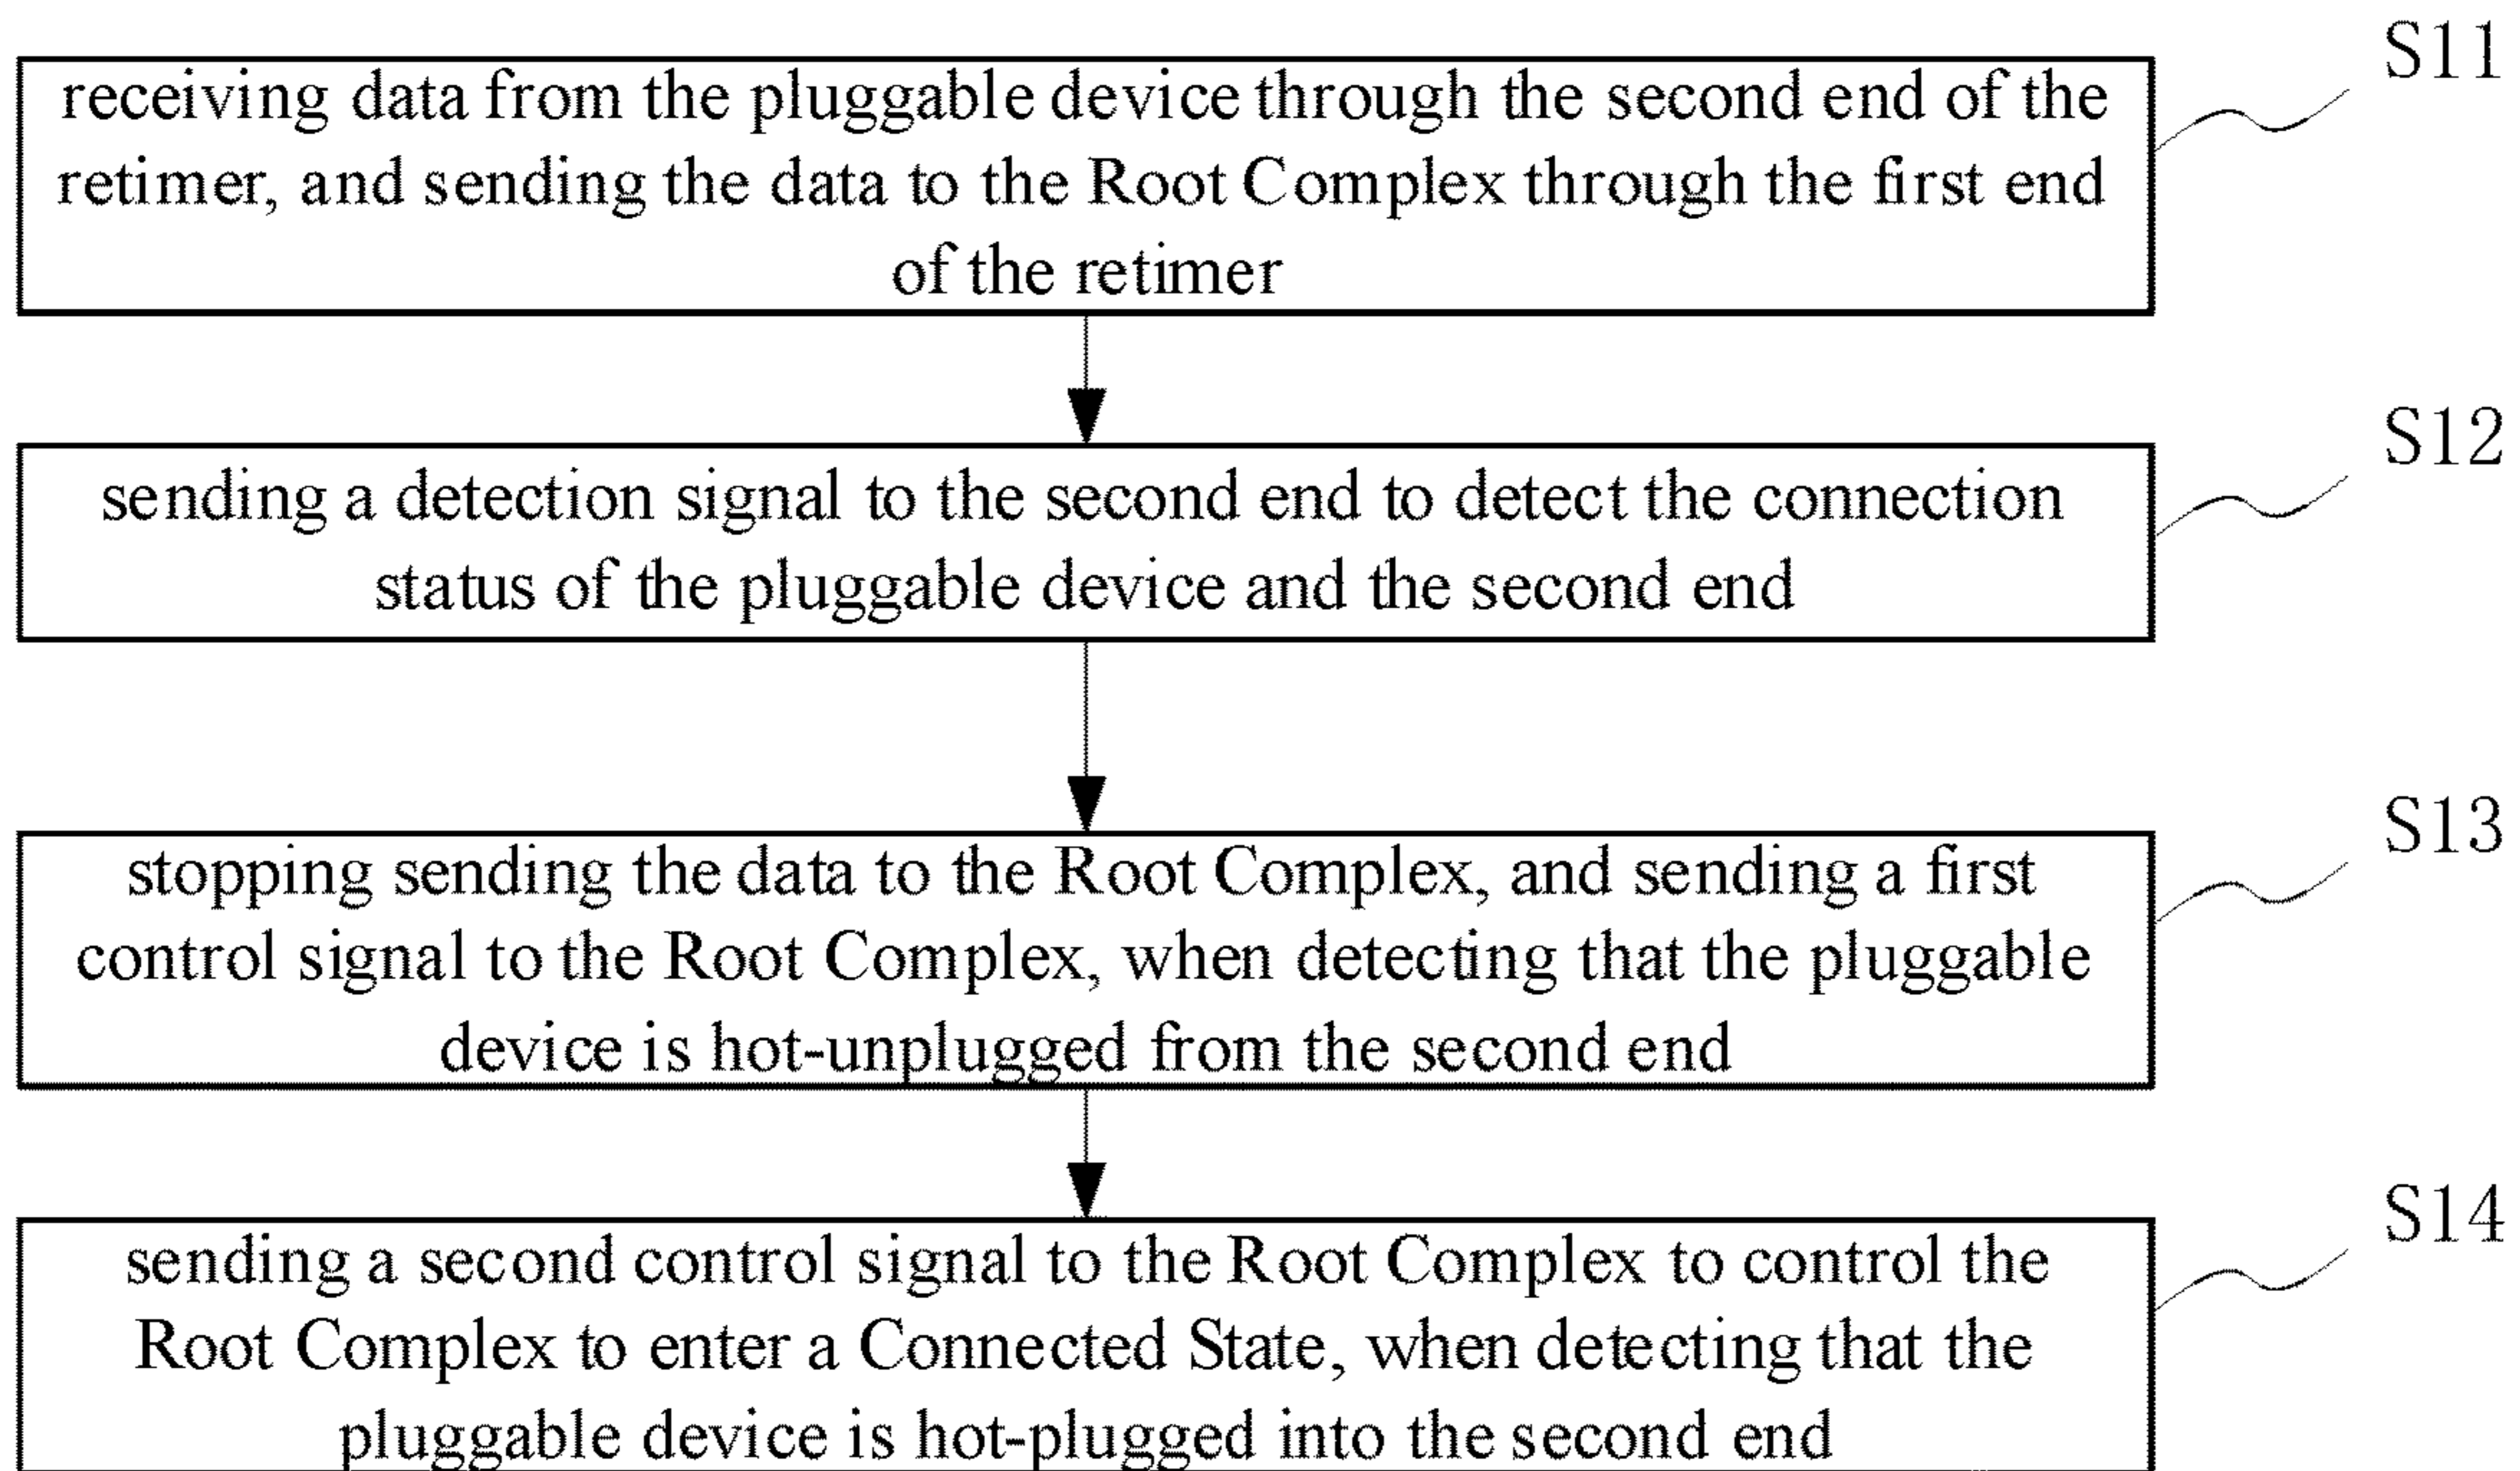 S11
receiving data from the pluggable device through the second end of the
retimer, and sending the data to the Root Complex through the first end
of the retimer
S12
sending a detection signal to the second end to detect the connection
status of the pluggable device and the second end
S13
stopping sending the data to the Root Complex, and sending a first
control signal to the Root Complex, when detecting that the pluggable
device is hot-unplugged from the second end
S14
sending a second control signal to the Root Complex to control the
Root Complex to enter a Connected State, when detecting that the
pluggable device is hot-plugged into the second end